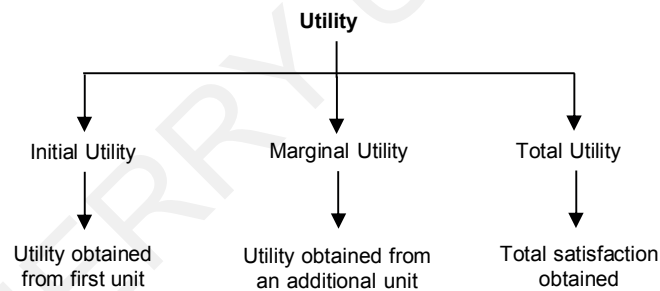 Utility
Initial Utility
Marginal Utility
Total Utility
Utility obtained
from first unit
Utility obtained from
an additional unit
Total satisfaction
obtained